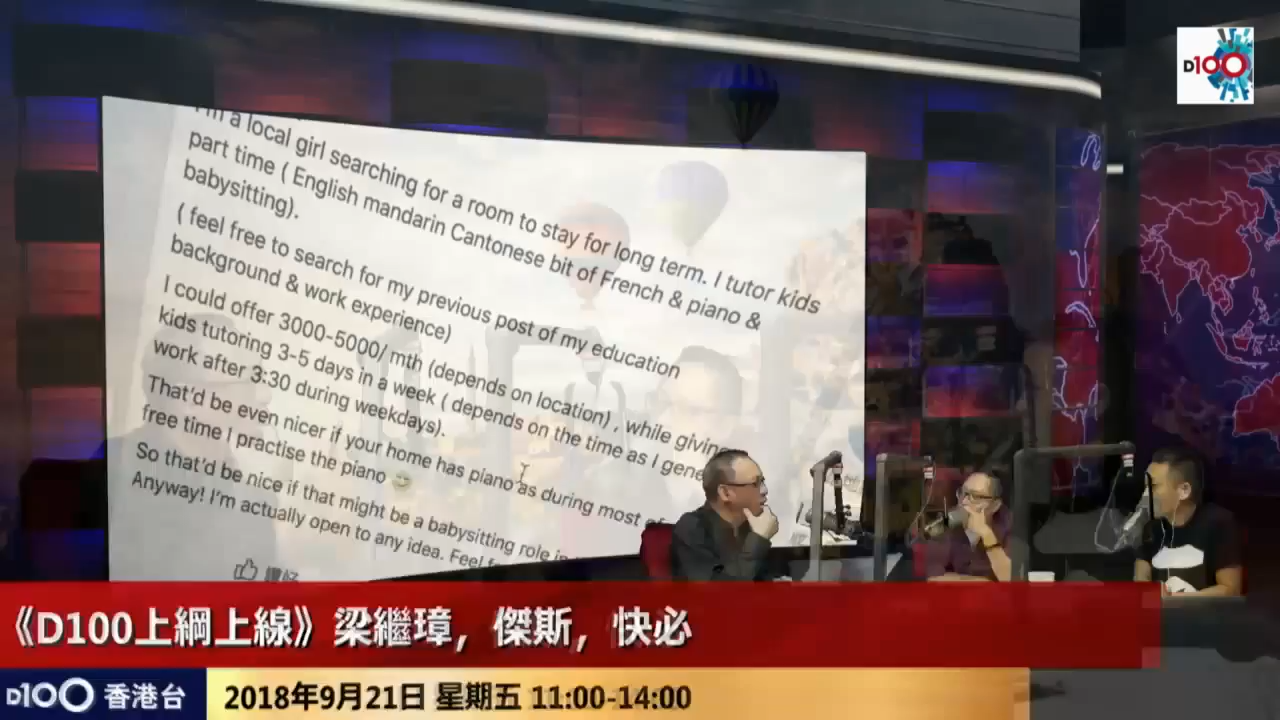 D100
I'm a local girl searching for a room to stay for long term. I tutor kids
part time ( English mandarin Cantonese bit of French & piano &
babysitting).
( feel free to search for my previous post of my education
background & work experience)
I could offer 3000-5000/ mth (depends on location) , while giving
kids tutoring 3-5 days in a week ( depends on the time as I gene
work after 3:30 during weekdays).
That'd be even nicer if your home has piano as during most of
free time I practise the piano
So that'd be nice if that might be a babysitting role in
Anyway! I'm actually open to any idea. Feel
讚好
《D100上綱上線》梁繼璋，傑斯，快必
D100 香港台
2018年9月21日 星期五 11:00-14:00